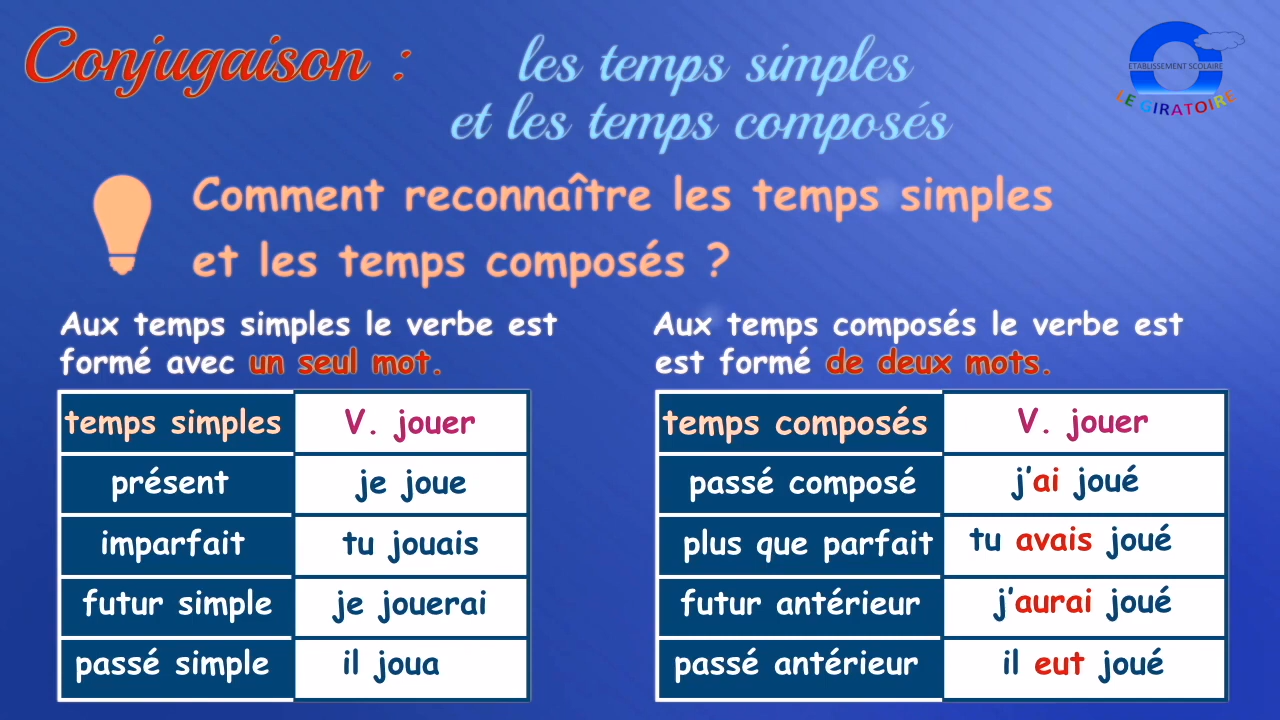 Conjugaison :
les temps simples
et les temps composés
ETABLISSEMENT SCOLAIRE
LE GIRATOIRE
Comment reconnaître les temps simples
et les temps composés ?
Aux temps simples le verbe est
formé avec un seul mot.
temps simples V. jouer
présent je joue
imparfait tu jouais
futur simple je jouerai
passé simple il joua
Aux temps composés le verbe est
est formé de deux mots.
temps composés V. jouer
passé composé j'ai joué
plus que parfait tu avais joué
futur antérieur j'aurai joué
passé antérieur il eut joué